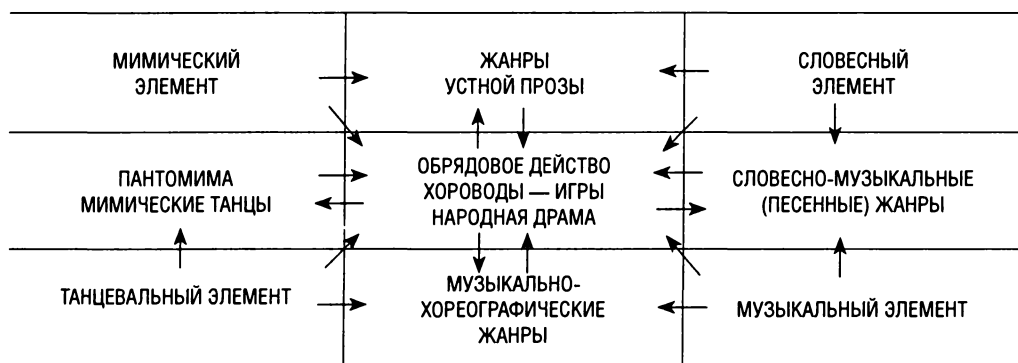 МИМИЧЕСКИЙ
ЭЛЕМЕНТ
ЖАНРЫ
УСТНОЙ ПРОЗЫ
СЛОВЕСНЫЙ
ЭЛЕМЕНТ
ПАНТОМИМА
МИМИЧЕСКИЕ ТАНЦЫ
ОБРЯДОВОЕ ДЕЙСТВО
ХОРОВОДЫ — ИГРЫ
НАРОДНАЯ ДРАМА
СЛОВЕСНО-МУЗЫКАЛЬНЫЕ
(ПЕСЕННЫЕ) ЖАНРЫ
ТАНЦЕВАЛЬНЫЙ ЭЛЕМЕНТ
МУЗЫКАЛЬНО-
ХОРЕОГРАФИЧЕСКИЕ
ЖАНРЫ
МУЗЫКАЛЬНЫЙ ЭЛЕМЕНТ